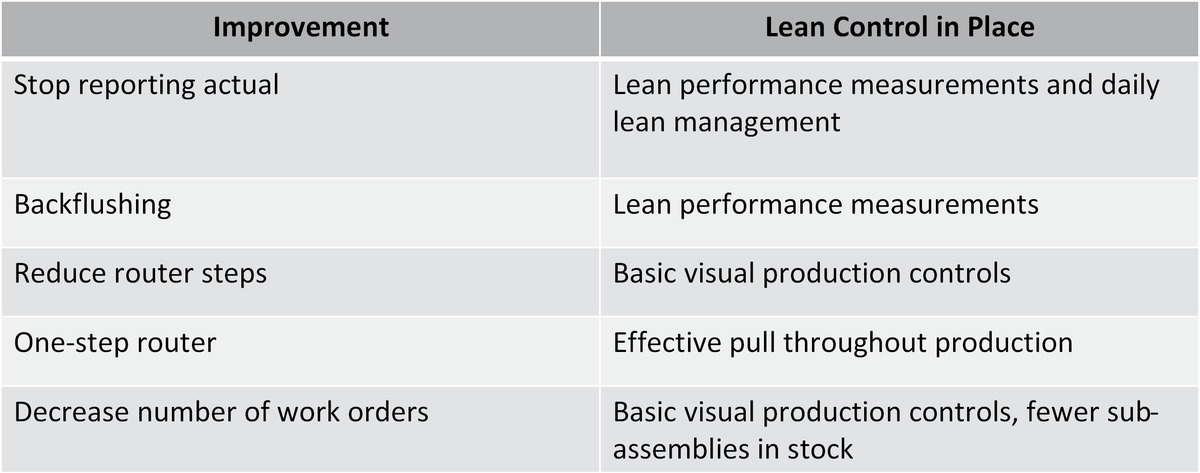 Improvement
Lean Control in Place
Stop reporting actual
Lean performance measurements and daily
lean management
Backflushing
Lean performance measurements
Reduce router steps
Basic visual production controls
One-step router
Effective pull throughout production
Decrease number of work orders
Basic visual production controls, fewer sub-
assemblies in stock